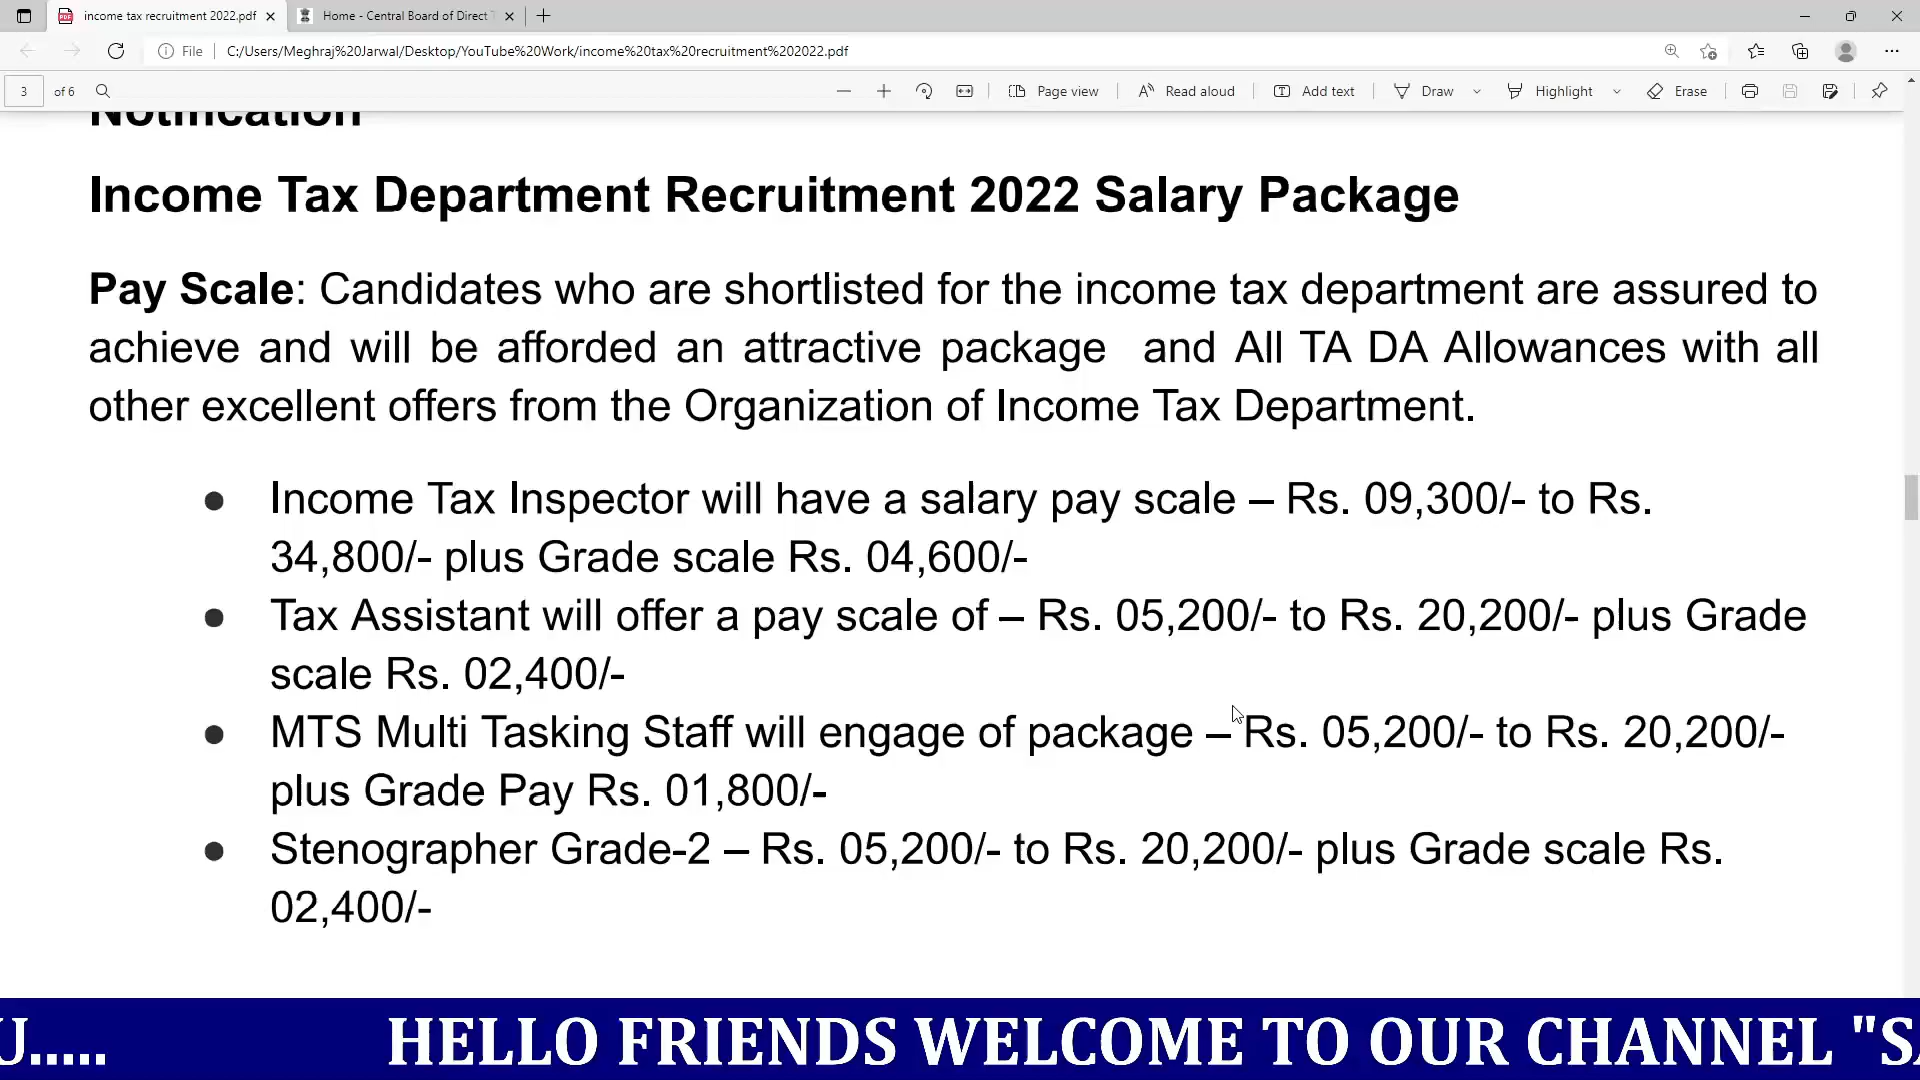 income tax recruitment 2022.pdf
Home - Central Board of Direct T
File
C:/Users/Meghraj%20Jarwal/Desktop/YouTube%20Work/income%20tax%20recruitment%202022.pdf
3 of 6
Page view
Read aloud
Add text
Draw
Highlight
Erase
Notification
Income Tax Department Recruitment 2022 Salary Package
Pay Scale: Candidates who are shortlisted for the income tax department are assured to
achieve and will be afforded an attractive package and All TA DA Allowances with all
other excellent offers from the Organization of Income Tax Department.
● Income Tax Inspector will have a salary pay scale – Rs. 09,300/- to Rs.
34,800/- plus Grade scale Rs. 04,600/-
● Tax Assistant will offer a pay scale of – Rs. 05,200/- to Rs. 20,200/- plus Grade
scale Rs. 02,400/-
● MTS Multi Tasking Staff will engage of package – Rs. 05,200/- to Rs. 20,200/-
plus Grade Pay Rs. 01,800/-
● Stenographer Grade-2 – Rs. 05,200/- to Rs. 20,200/- plus Grade scale Rs.
02,400/-
U..... HELLO FRIENDS WELCOME TO OUR CHANNEL "SA